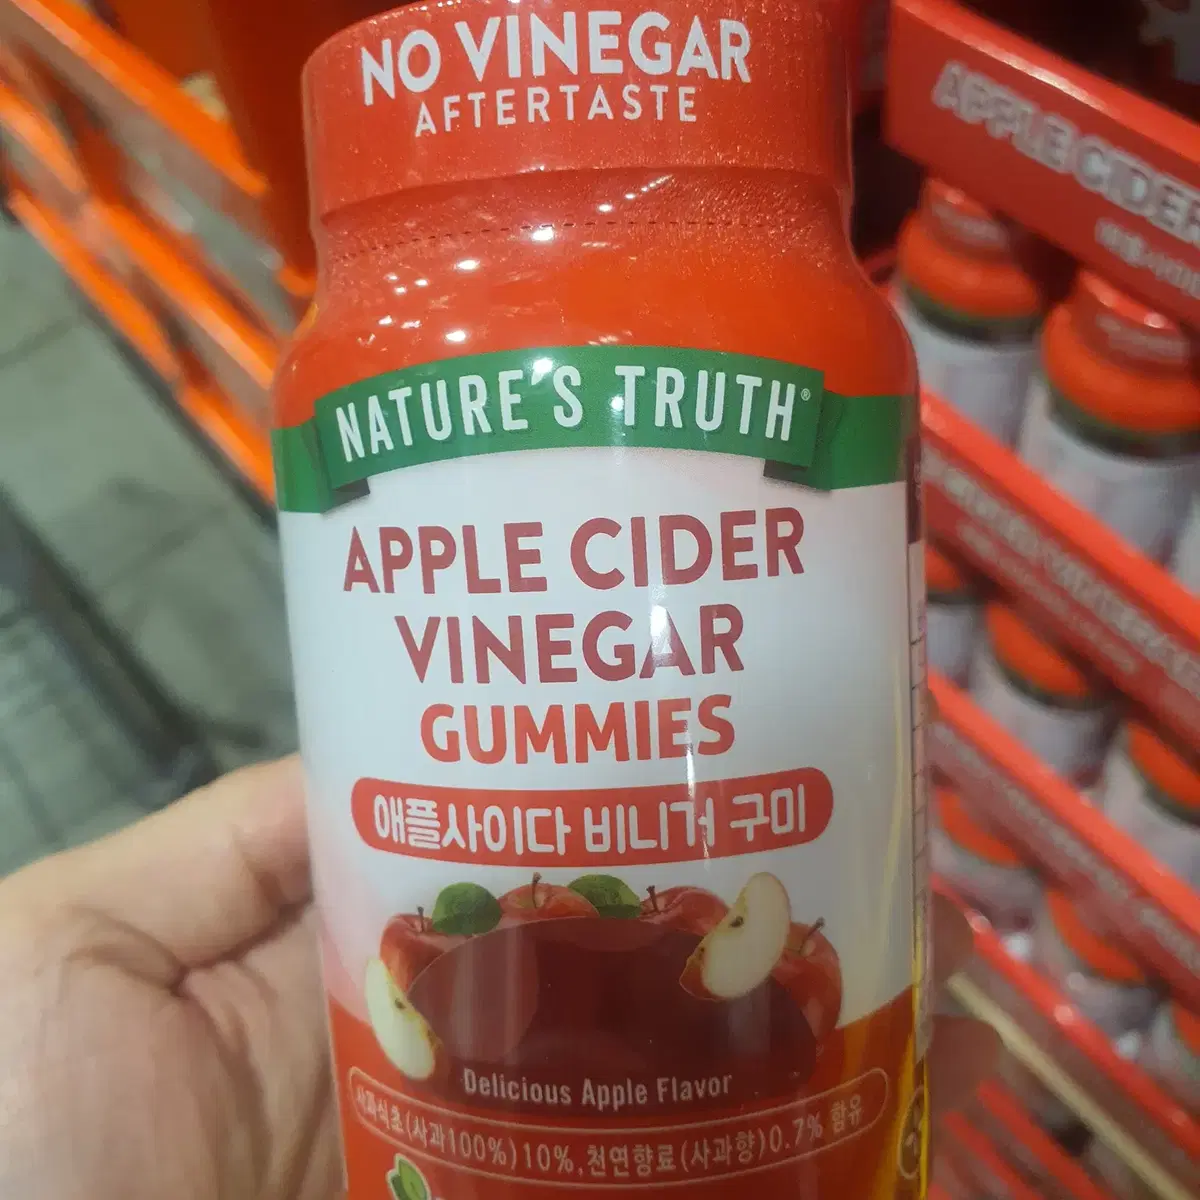 NO VINEGAR
AFTERTASTE
NATURE'S TRUTH®
APPLE CIDER
VINEGAR
GUMMIES
애플사이다 비니거 구미
Delicious Apple Flavor
사과식초(사과100%)10%,천연향료(사과향)0.7% 함유
APPLE CIDER